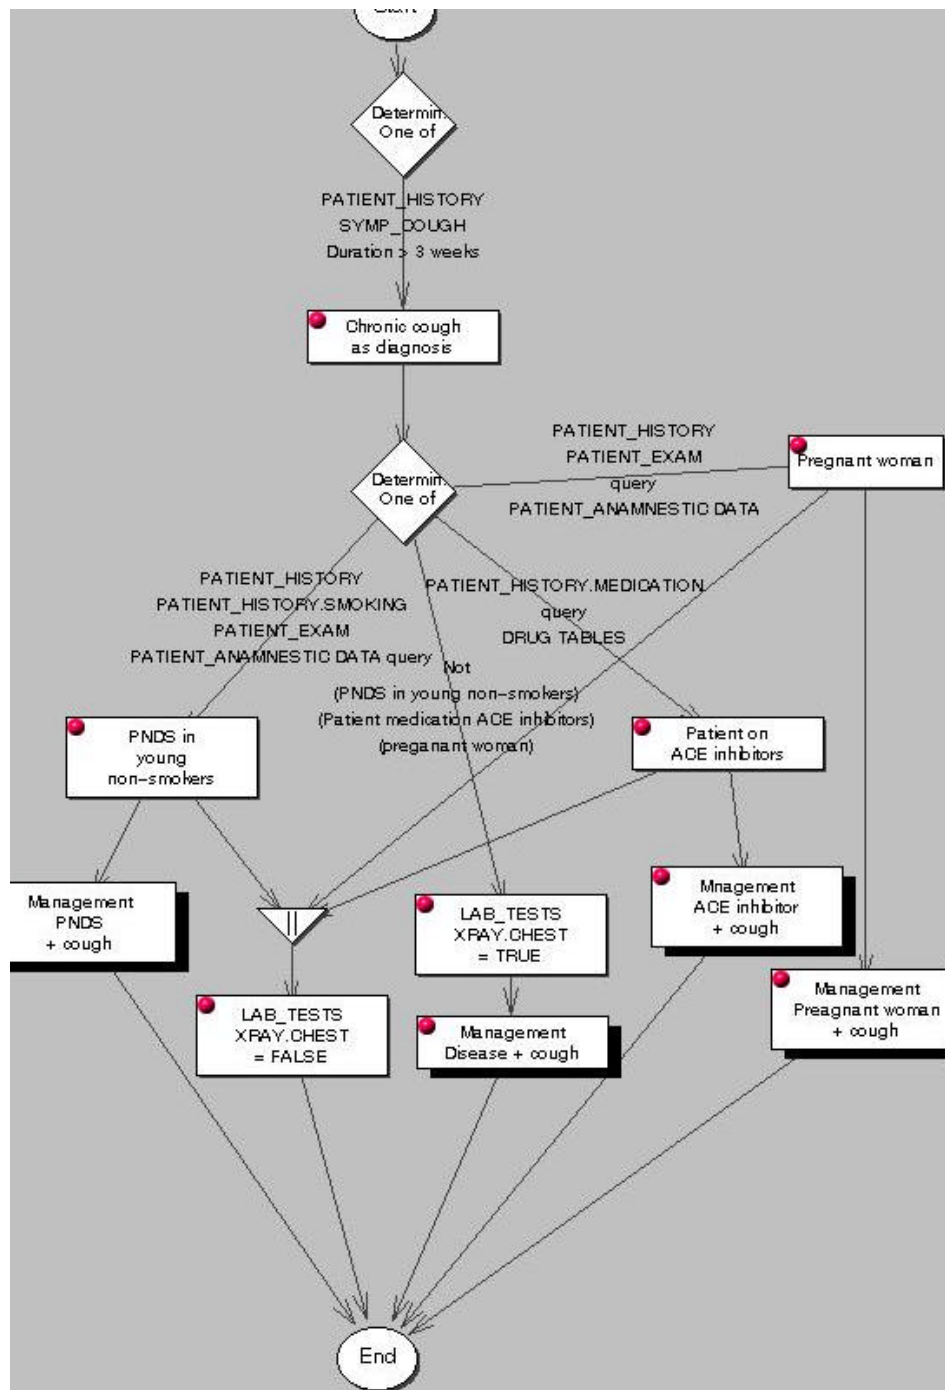 Start
Determin.
One of
PATIENT_HISTORY
SYMP_COUGH
Duration > 3 weeks
Chronic cough
as diagnosis
Determin.
One of
PATIENT_HISTORY
PATIENT_EXAM
query
PATIENT_ANAMNESTIC DATA
Pregnant woman
PATIENT_HISTORY
PATIENT_HISTORY.SMOKING
PATIENT_EXAM
PATIENT_ANAMNESTIC DATA query
PATIENT_HISTORY.MEDICATION
query
DRUG TABLES
Not
(PNDS in young non-smokers)
(Patient medication ACE inhibitors)
(preganant woman)
PNDS in
young
non-smokers
Patient on
ACE inhibitors
Management
PNDS
+ cough
||
LAB_TESTS
XRAY.CHEST
= TRUE
Mnagement
ACE inhibitor
+ cough
LAB_TESTS
XRAY.CHEST
= FALSE
Management
Disease + cough
Management
Preagnant woman
+ cough
End